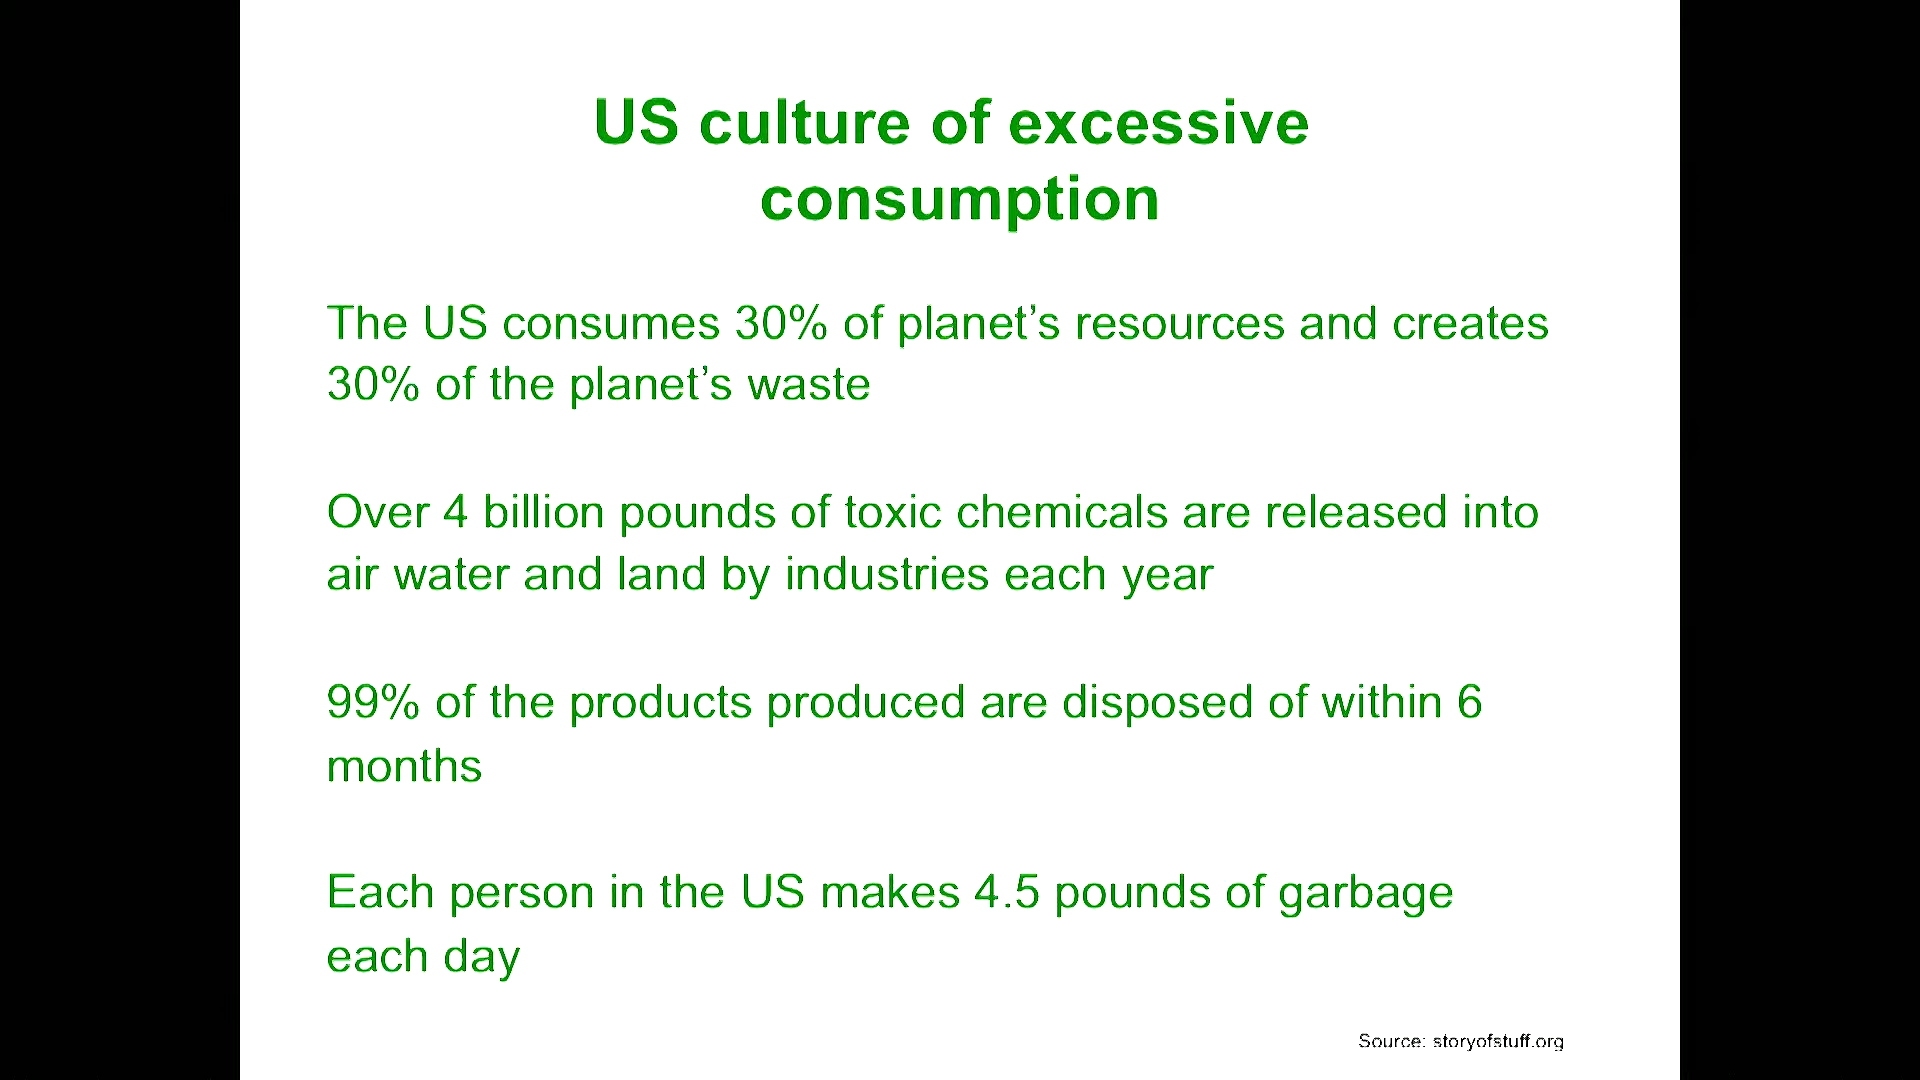 US culture of excessive
consumption
The US consumes 30% of planet’s resources and creates
30% of the planet’s waste
Over 4 billion pounds of toxic chemicals are released into
air water and land by industries each year
99% of the products produced are disposed of within 6
months
Each person in the US makes 4.5 pounds of garbage
each day
Source: storyofstuff.org